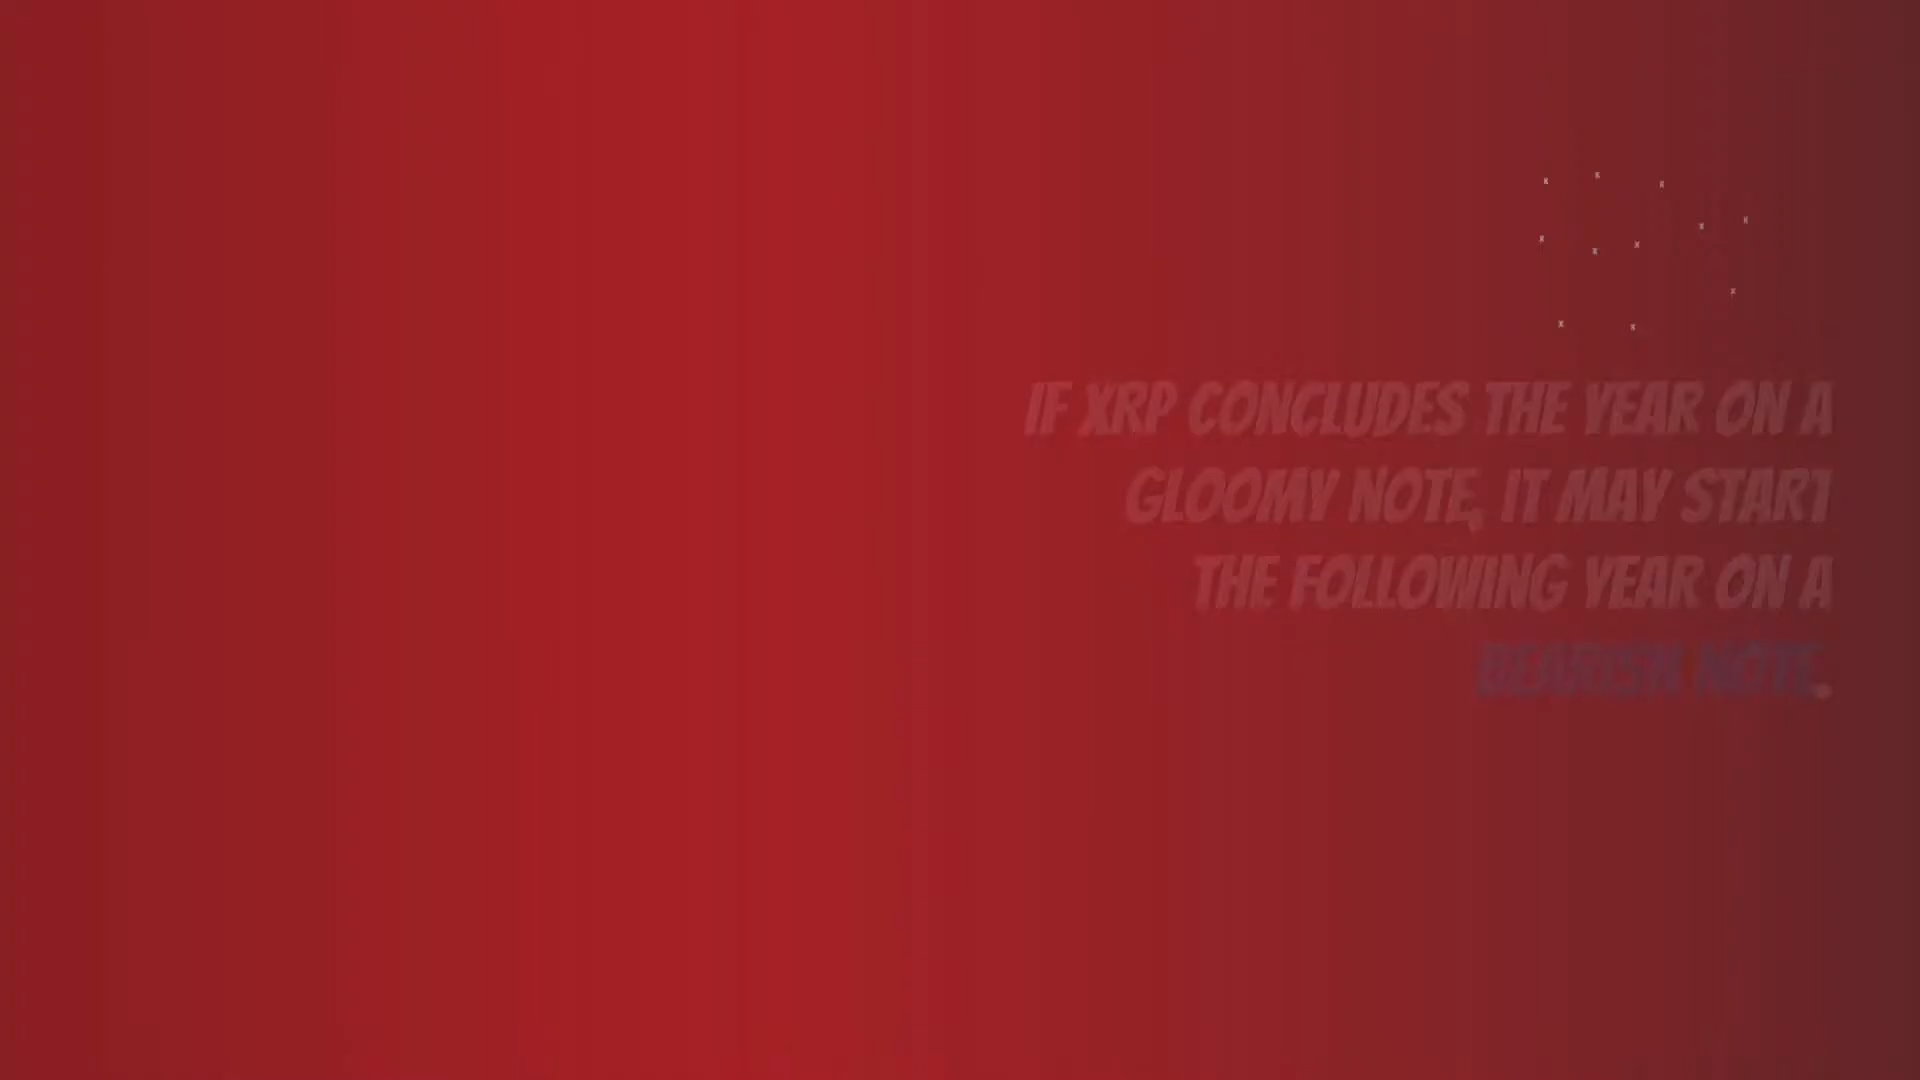 IF XRP CONCLUDES THE YEAR ON A
GLOOMY NOTE, IT MAY START
THE FOLLOWING YEAR ON A
BEARISH NOTE.